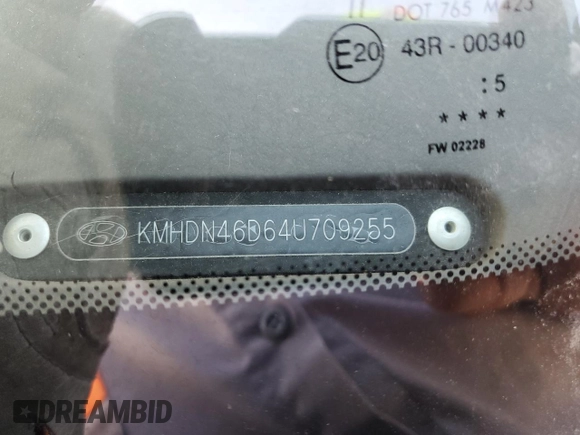 DOT 765 M423
E20 43R - 00340
: 5
* * * *
FW 02228
KMHDN46D64U709255
DREAMBID